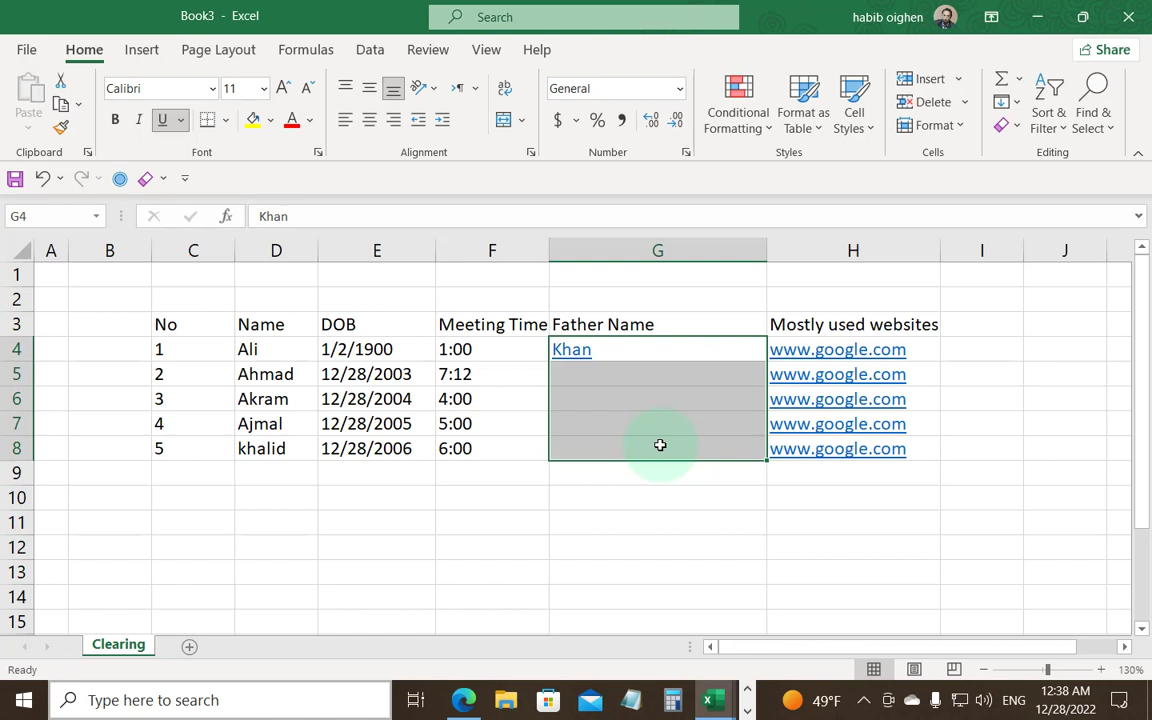 Book3 - Excel
Search
habib oighen
File Home Insert Page Layout Formulas Data Review View Help Share
Paste
Clipboard
Calibri 11
B I U
Font
Alignment
General
$ % 9
Number
Conditional Formatting
Format as Table
Cell Styles
Styles
Insert
Delete
Format
Cells
Sort & Filter
Find & Select
Editing
G4 fx Khan
A B C D E F G H I J
1
2
3 No Name DOB Meeting Time Father Name Mostly used websites
4 1 Ali 1/2/1900 1:00 Khan www.google.com
5 2 Ahmad 12/28/2003 7:12 www.google.com
6 3 Akram 12/28/2004 4:00 www.google.com
7 4 Ajmal 12/28/2005 5:00 www.google.com
8 5 khalid 12/28/2006 6:00 www.google.com
9
10
11
12
13
14
15
Clearing
Ready
130%
Type here to search
49°F
ENG
12:38 AM
12/28/2022